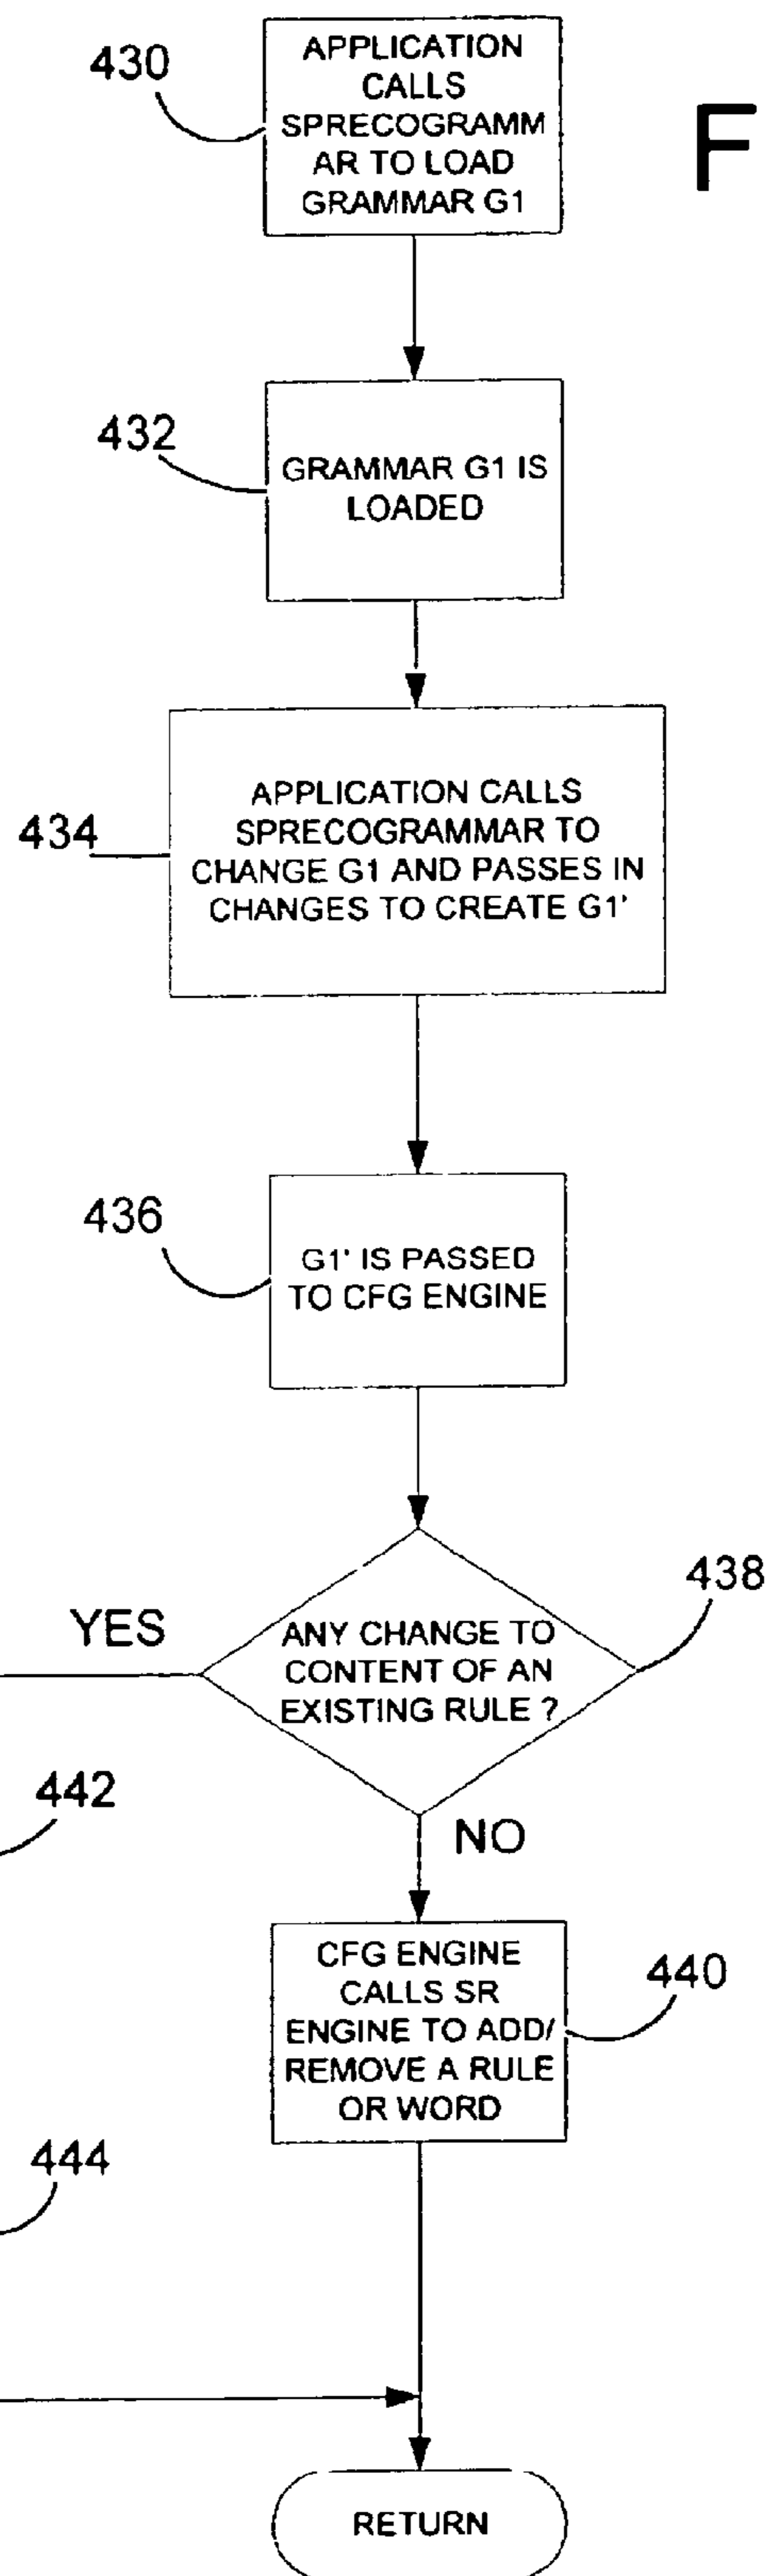 430
APPLICATION
CALLS
SPRECOGRAMM
AR TO LOAD
GRAMMAR G1
F
432
GRAMMAR G1 IS
LOADED
434
APPLICATION CALLS
SPRECOGRAMMAR TO
CHANGE G1 AND PASSES IN
CHANGES TO CREATE G1'
436
G1' IS PASSED
TO CFG ENGINE
438
YES
ANY CHANGE TO
CONTENT OF AN
EXISTING RULE ?
442
NO
440
CFG ENGINE
CALLS SR
ENGINE TO ADD/
REMOVE A RULE
OR WORD
444
RETURN